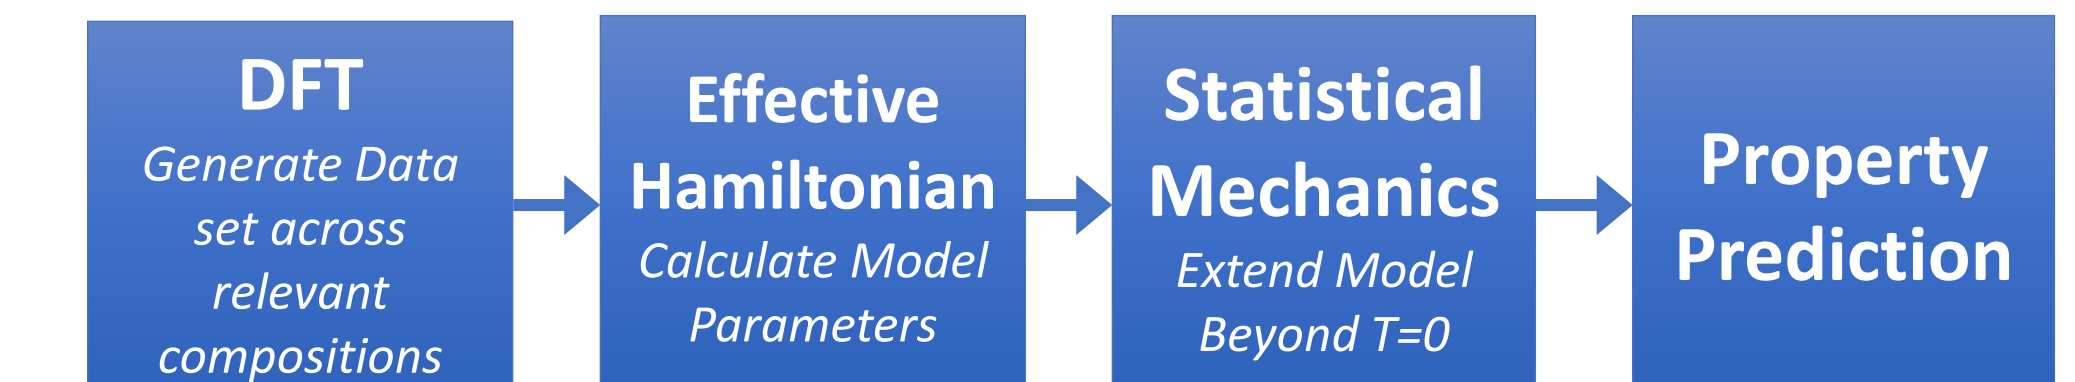 DFT
Generate Data
set across
relevant
compositions
Effective
Hamiltonian
Calculate Model
Parameters
Statistical
Mechanics
Extend Model
Beyond T=0
Property
Prediction